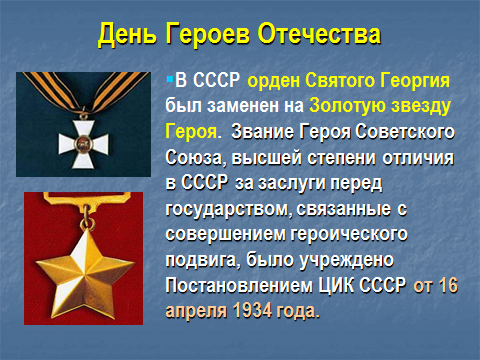 День Героев Отечества
В СССР орден Святого Георгия
был заменен на Золотую звезду
Героя. Звание Героя Советского
Союза, высшей степени отличия
в СССР за заслуги перед
государством, связанные с
совершением героического
подвига, было учреждено
Постановлением ЦИК СССР от 16
апреля 1934 года.